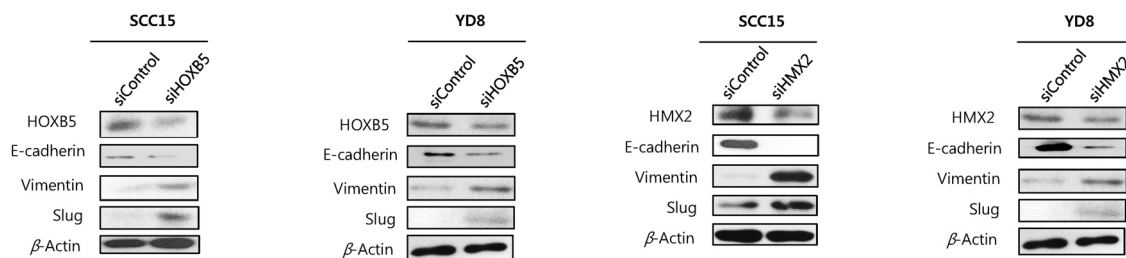 SCC15
siControl
siHOXB5
HOXB5
E-cadherin
Vimentin
Slug
β-Actin
YD8
siControl
siHOXB5
HOXB5
E-cadherin
Vimentin
Slug
β-Actin
SCC15
siControl
siHMX2
HMX2
E-cadherin
Vimentin
Slug
β-Actin
YD8
siControl
siHMX2
HMX2
E-cadherin
Vimentin
Slug
β-Actin